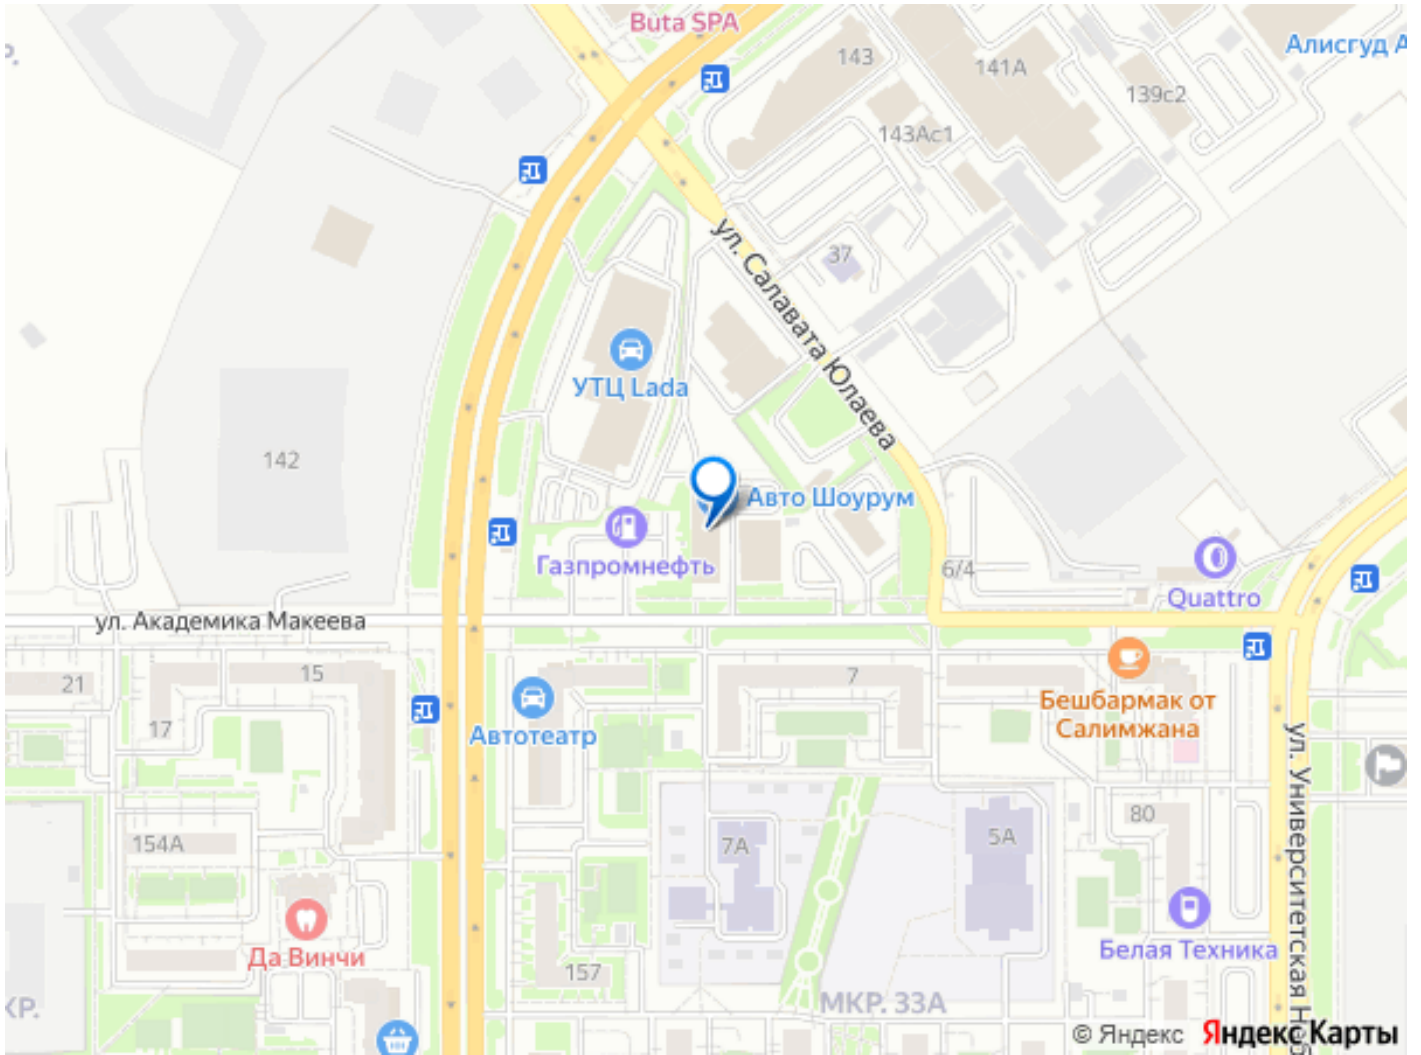 Buta SPA
Алисгуд А
р.
143
141А
139с2
143Ас1
ул. Салавата Юлаева
37
УТЦ Lada
142
Авто Шоурум
Газпромнефть
6/4
Quattro
ул. Академика Макеева
15
21
17
7
Автотеатр
Бешбармак от
Салимжана
ул. Университетская Наб
154А
7А
5А
80
Да Винчи
Белая Техника
157
КР.
МКР. 33А
© Яндекс
Яндекс Карты